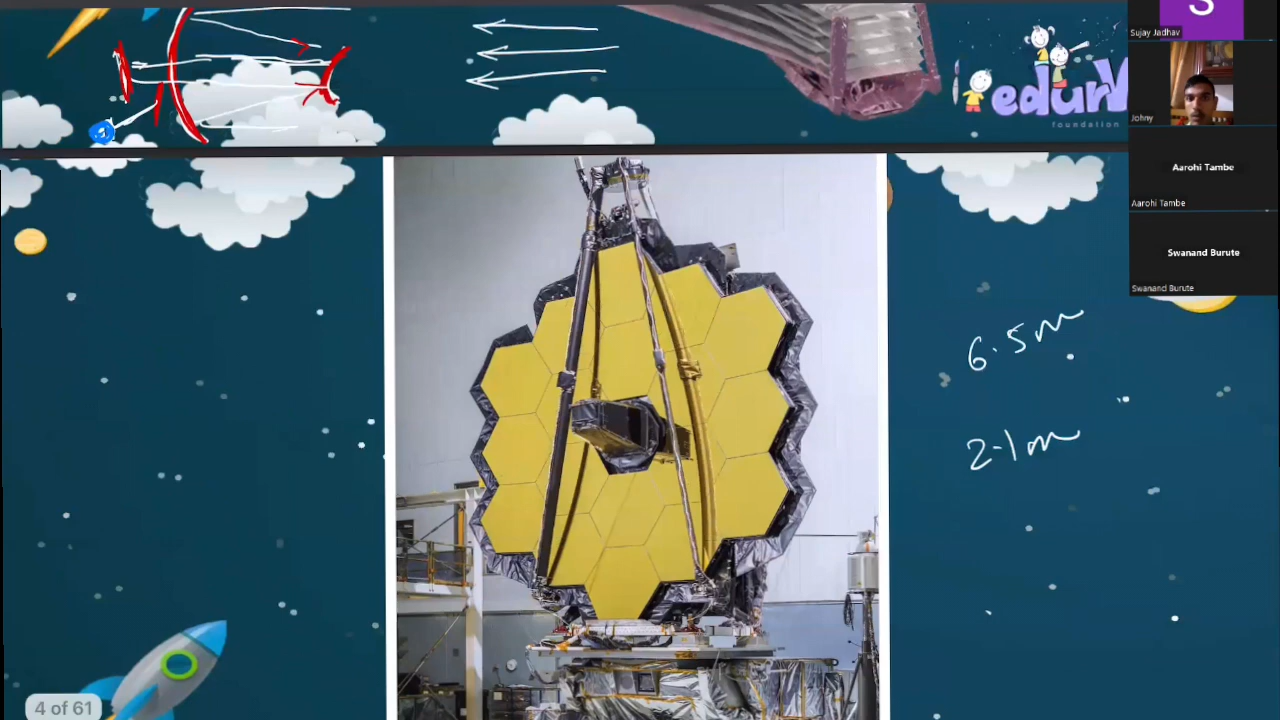 edurv
foundation
S
Sujay Jadhav
Johny
Aarohi Tambe
Aarohi Tambe
Swanand Burute
Swanand Burute
6.5m
2.1m
4 of 61